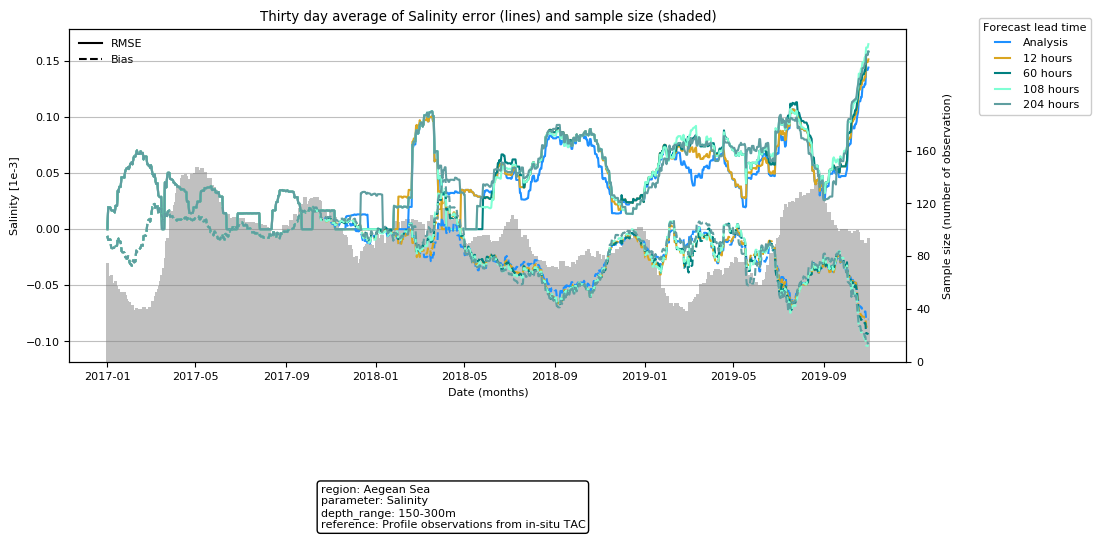 Thirty day average of Salinity error (lines) and sample size (shaded)
RMSE
Bias
Forecast lead time
Analysis
12 hours
60 hours
108 hours
204 hours
Salinity [1e-3]
0.15
0.10
0.05
0.00
−0.05
−0.10
160
120
80
40
0
Sample size (number of observation)
2017-01 2017-05 2017-09 2018-01 2018-05 2018-09 2019-01 2019-05 2019-09
Date (months)
region: Aegean Sea
parameter: Salinity
depth_range: 150-300m
reference: Profile observations from in-situ TAC